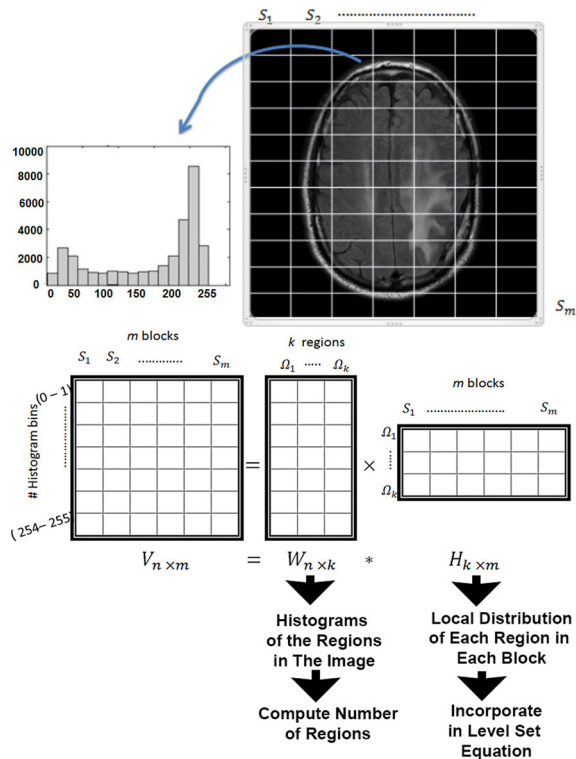 S₁ S₂ ................................
10000
8000
6000
4000
2000
0
0 50 100 150 200 255
Sₘ
m blocks
S₁ S₂ ............. Sₘ
k regions
Ω₁ ..... Ωₖ
m blocks
S₁ ....................... Sₘ
# Histogram bins
(0 – 1)
..................
(254 – 255)
=
×
Ω₁
......
Ωₖ
Vₙ ₓₘ = Wₙ ₓₖ * Hₖ ₓₘ
Histograms
of the Regions
in The Image
Local Distribution
of Each Region in
Each Block
Compute Number
of Regions
Incorporate
in Level Set
Equation